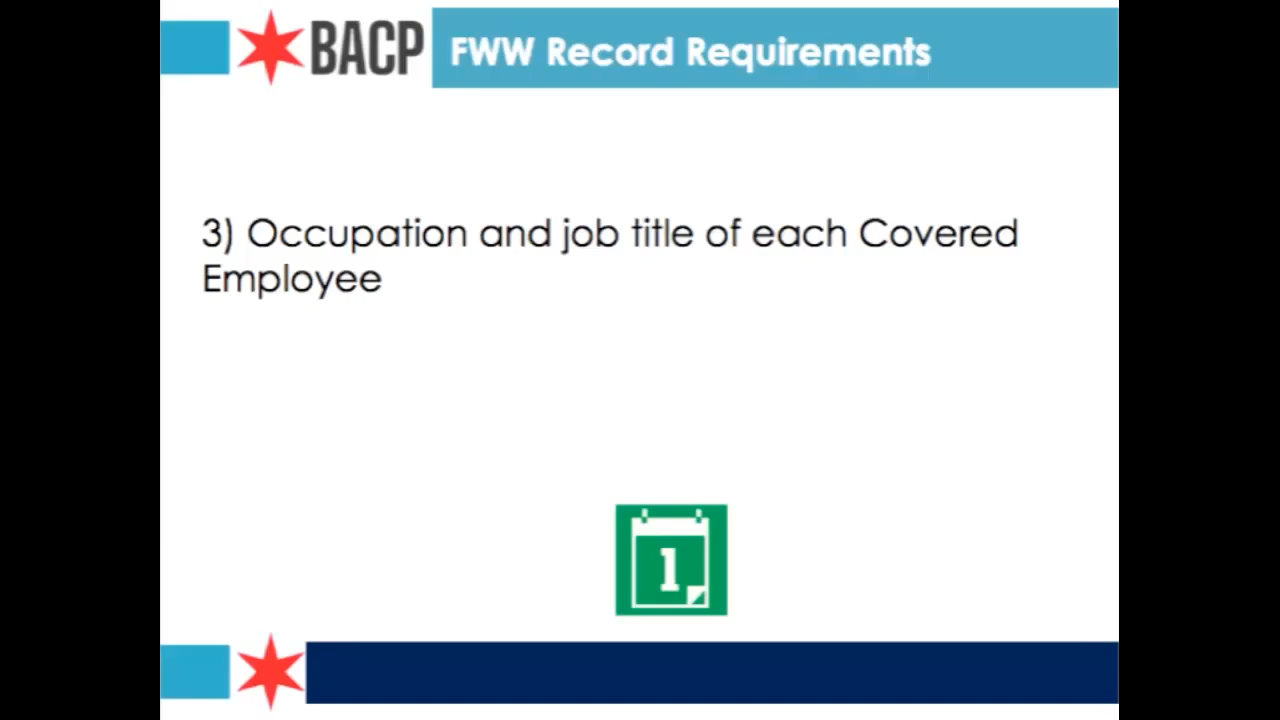 BACP
FWW Record Requirements
3) Occupation and job title of each Covered
Employee
1